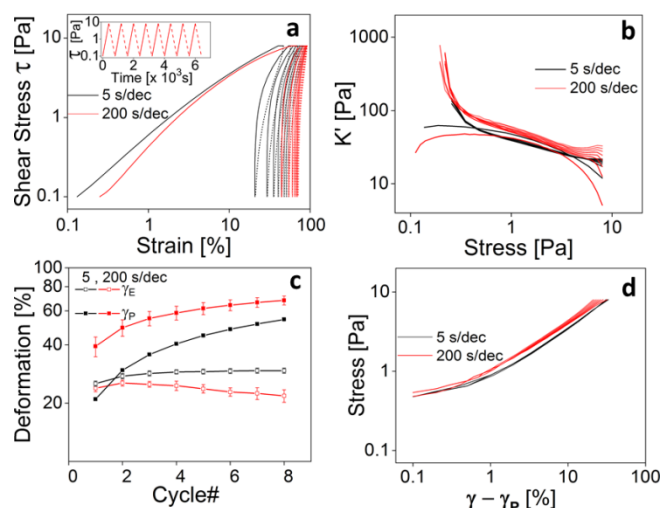 a
Shear Stress τ [Pa]
10
1
0.1
τ [Pa]
10
1
0.1
0 2 4 6
Time [x 10³s]
5 s/dec
200 s/dec
0.1 1 10 100
Strain [%]
b
K' [Pa]
1000
100
10
5 s/dec
200 s/dec
0.1 1 10
Stress [Pa]
c
Deformation [%]
100
80
60
40
20
5 , 200 s/dec
γE
γP
0 2 4 6 8
Cycle#
d
Stress [Pa]
10
1
0.1
5 s/dec
200 s/dec
0.1 1 10 100
γ – γP [%]